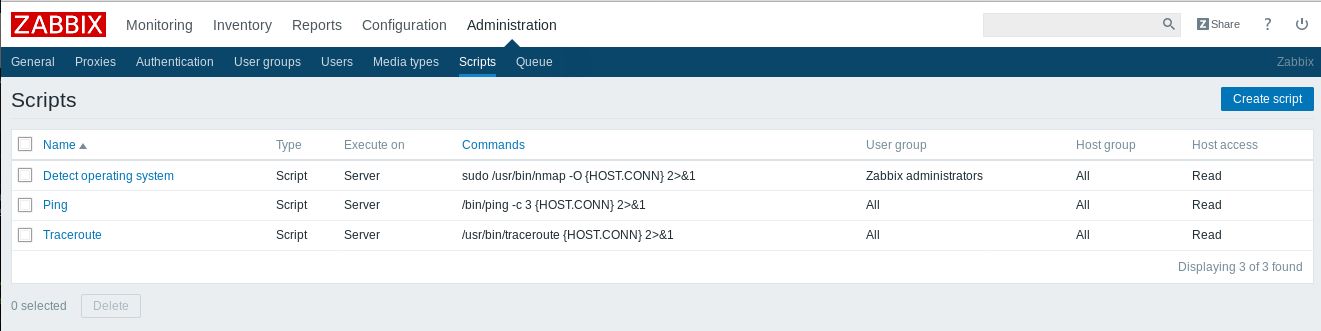 ZABBIX Monitoring Inventory Reports Configuration Administration Z Share ?
General Proxies Authentication User groups Users Media types Scripts Queue Zabbix
Scripts Create script
Name Type Execute on Commands User group Host group Host access
Detect operating system Script Server sudo /usr/bin/nmap -O {HOST.CONN} 2>&1 Zabbix administrators All Read
Ping Script Server /bin/ping -c 3 {HOST.CONN} 2>&1 All All Read
Traceroute Script Server /usr/bin/traceroute {HOST.CONN} 2>&1 All All Read
Displaying 3 of 3 found
0 selected Delete